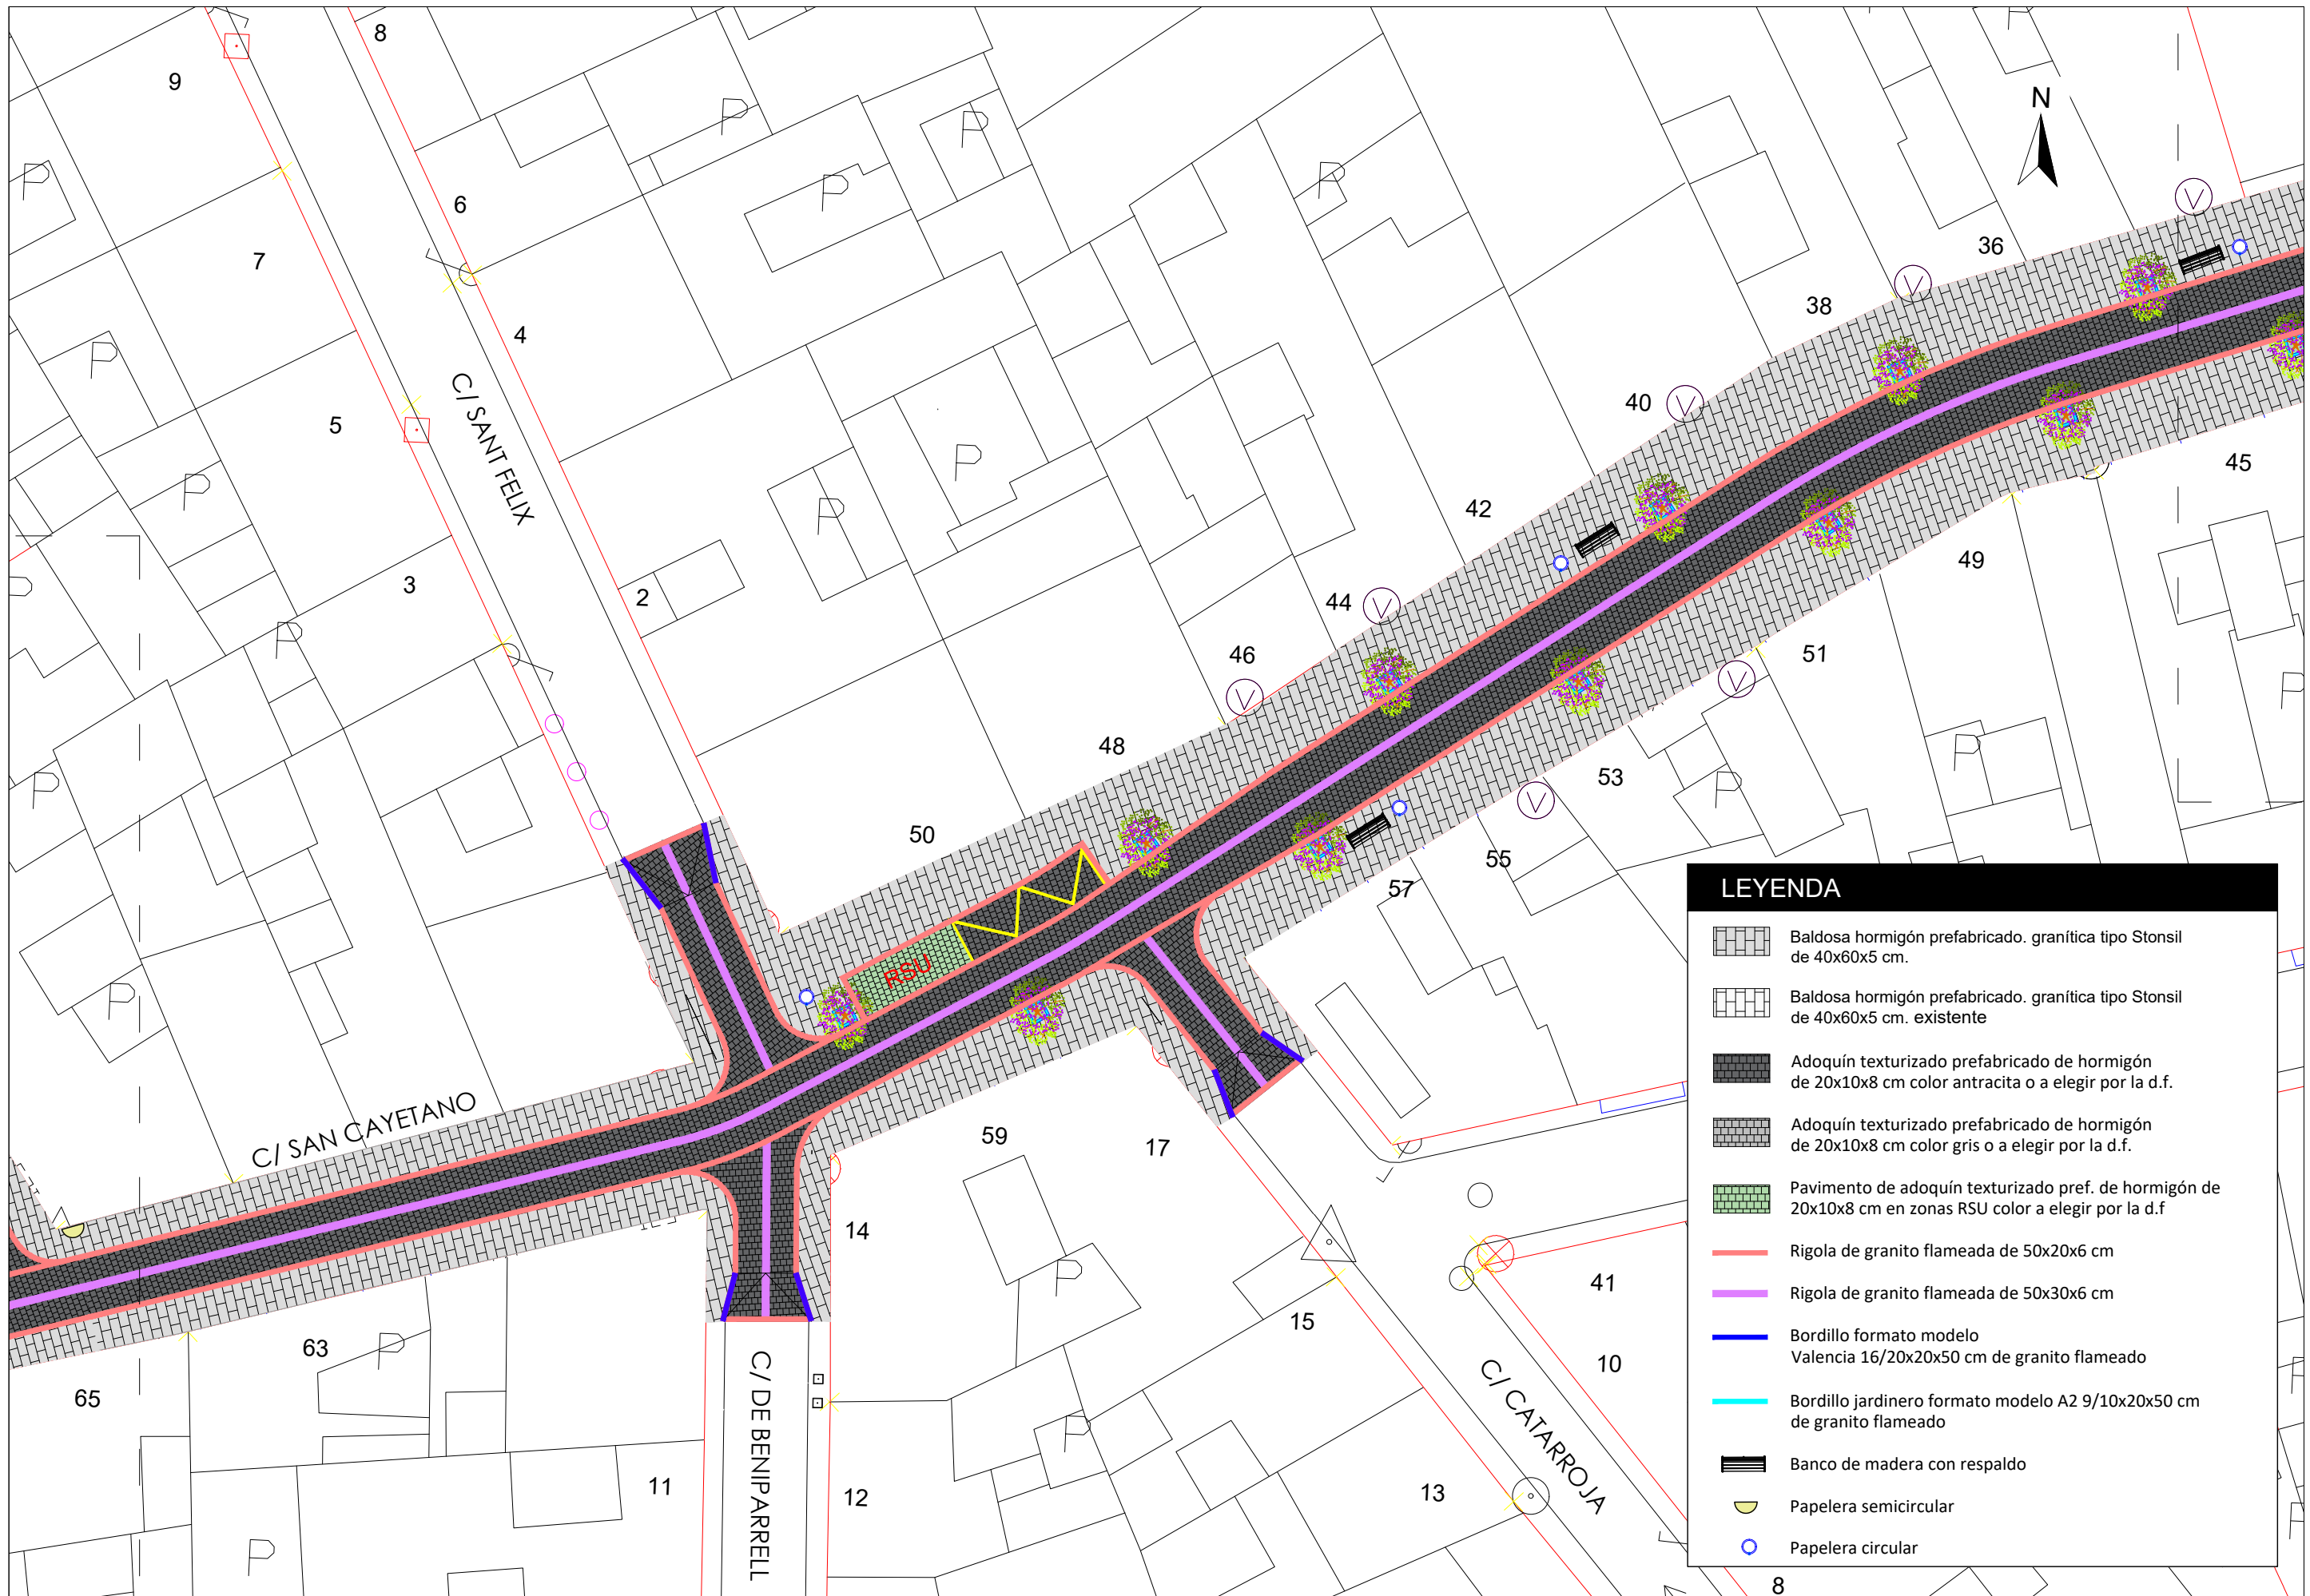 8
9
N
6
7
36
4
38
C/ SANT FELIX
40
5
45
42
49
3
2
44
46
51
48
53
50
55
57
RSU
C/ SAN CAYETANO
59
17
14
41
15
63
10
65
C/ DE BENIPARRELL
C/ CATARROJA
11
12
13
8
LEYENDA
Baldosa hormigón prefabricado. granítica tipo Stonsil
de 40x60x5 cm.
Baldosa hormigón prefabricado. granítica tipo Stonsil
de 40x60x5 cm. existente
Adoquín texturizado prefabricado de hormigón
de 20x10x8 cm color antracita o a elegir por la d.f.
Adoquín texturizado prefabricado de hormigón
de 20x10x8 cm color gris o a elegir por la d.f.
Pavimento de adoquín texturizado pref. de hormigón de
20x10x8 cm en zonas RSU color a elegir por la d.f
Rigola de granito flameada de 50x20x6 cm
Rigola de granito flameada de 50x30x6 cm
Bordillo formato modelo
Valencia 16/20x20x50 cm de granito flameado
Bordillo jardinero formato modelo A2 9/10x20x50 cm
de granito flameado
Banco de madera con respaldo
Papelera semicircular
Papelera circular